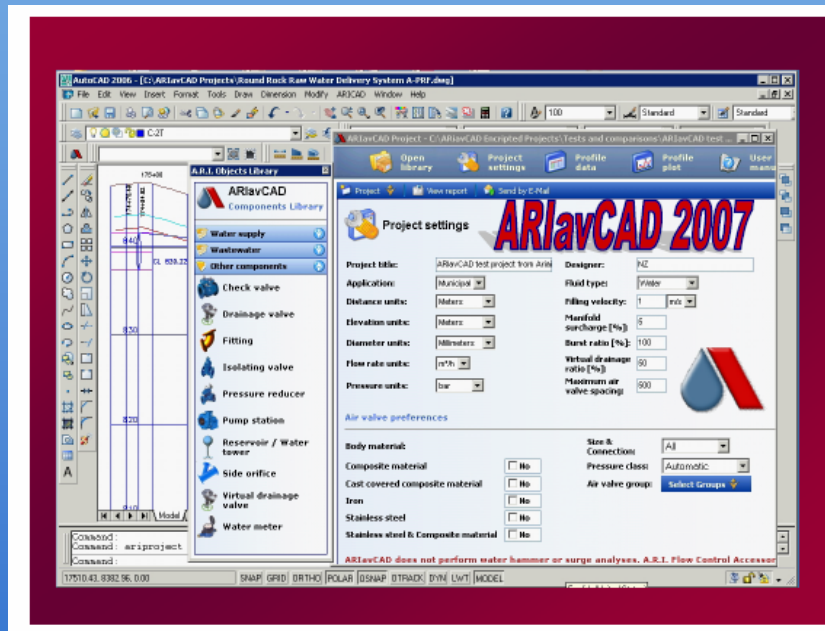 AutoCAD 2006 - [C:\ARIavCAD Projects\Round Rock Raw Water Delivery System A-PRF.dwg]
File Edit View Insert Format Tools Draw Dimension Modify ARICAD Window Help
100 Standard Standard
C-2T
ARIavCAD Project - C:\ARIavCAD Encripted Projects\Tests and comparisons\ARIavCAD test ...
Open library
Project settings
Profile data
Profile plot
User
Project View report Send by E-Mail
175+00
840
830
820
810
A.R.I. Objects Library
ARIavCAD
Components Library
Water supply
Wastewater
Other components
Check valve
Drainage valve
Fitting
Isolating valve
Pressure reducer
Pump station
Reservoir / Water tower
Side orifice
Virtual drainage valve
Water meter
Project settings
ARIavCAD 2007
Project title: ARIavCAD test project from Designer: NZ
Application: Municipal Fluid type: Water
Distance units: Meters Filling velocity: 1 m/s
Elevation units: Meters Manifold surcharge [%]: 5
Diameter units: Millimeters Burst ratio [%]: 100
Flow rate units: m³/h Virtual drainage ratio [%]: 50
Pressure units: bar Maximum air valve spacing: 500
Air valve preferences
Body material: Size & Connection: All
Composite material No Pressure class: Automatic
Cast covered composite material No Air valve group: Select Groups
Iron No
Stainless steel No
Stainless steel & Composite material No
ARIavCAD does not perform water hammer or surge analyses. A.R.I. Flow Control Accessor
Model
Command:
Command: ariproject
Command:
17510.43, 8382.96, 0.00 SNAP GRID ORTHO POLAR OSNAP OTRACK DYN LWT MODEL